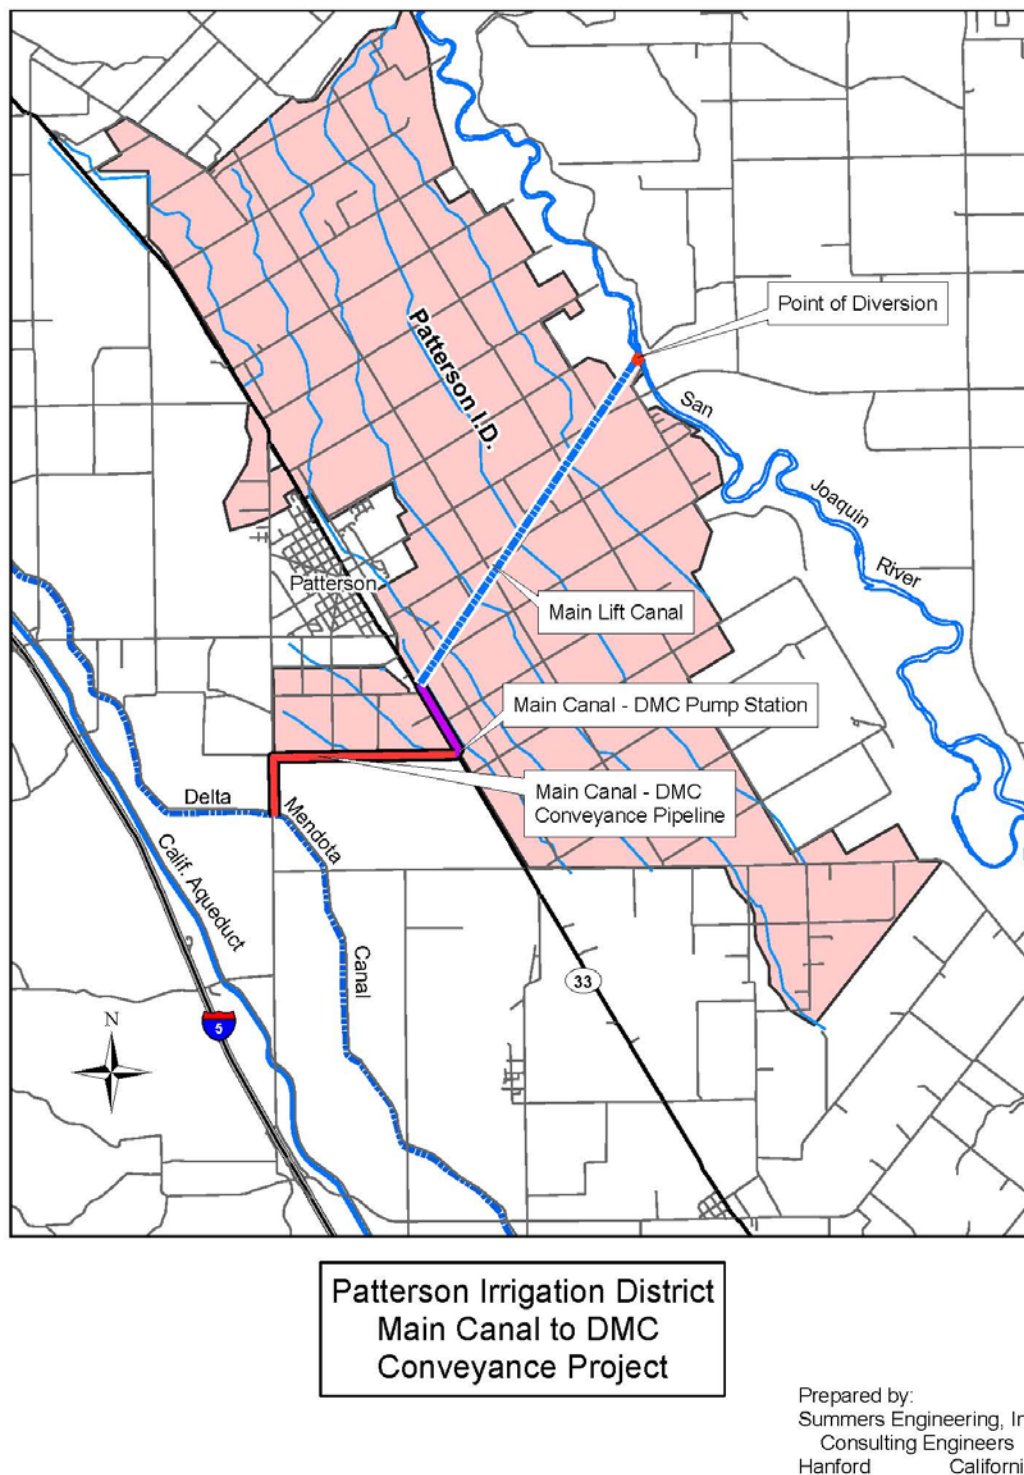 Point of Diversion
Patterson I.D.
San
Joaquin
River
Patterson
Main Lift Canal
Main Canal - DMC Pump Station
Main Canal - DMC
Conveyance Pipeline
Delta
Mendota
Canal
Calif. Aqueduct
33
5
N
Patterson Irrigation District
Main Canal to DMC
Conveyance Project
Prepared by:
Summers Engineering, In
Consulting Engineers
Hanford Californi